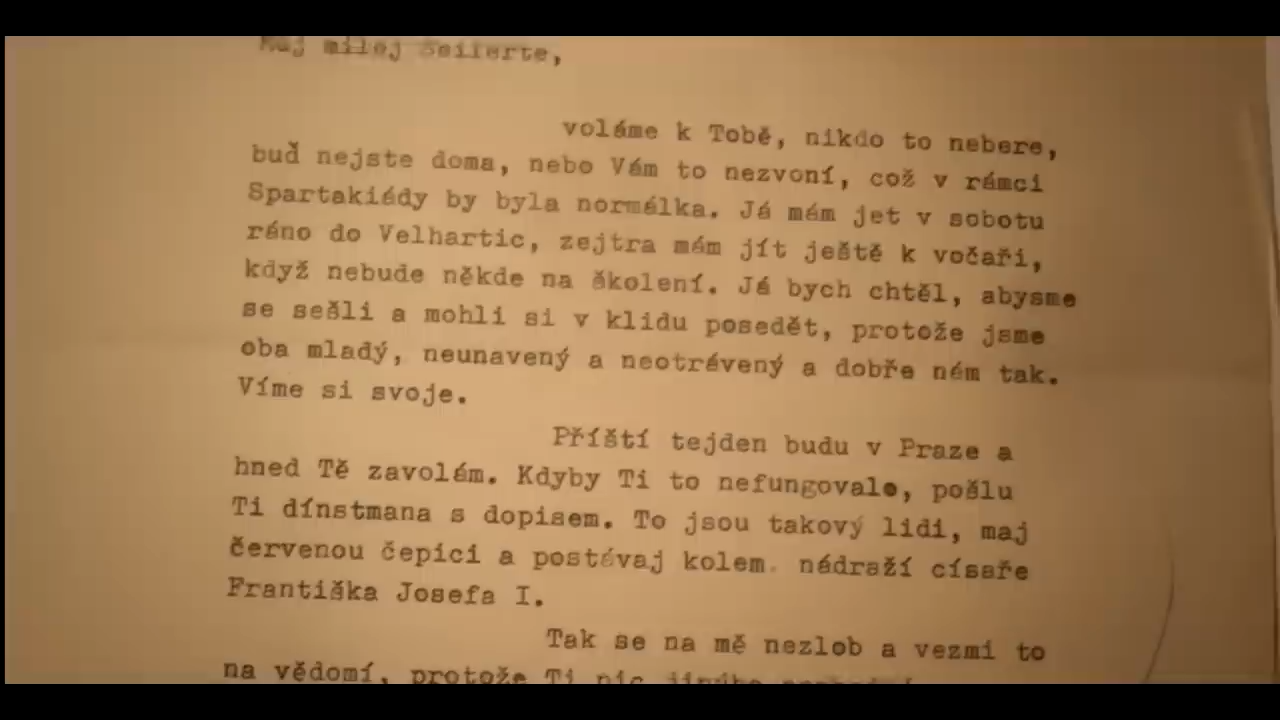 Můj milej Seiferte,
voláme k Tobě, nikdo to nebere,
buď nejste doma, nebo Vám to nezvoní, což v rámci
Spartakiády by byla normálka. Já mám jet v sobotu
ráno do Velhartic, zejtra mám jít ještě k vočaři,
když nebude někde na školení. Já bych chtěl, abysme
se sešli a mohli si v klidu posedět, protože jsme
oba mladý, neunavený a neotrávený a dobře nám tak.
Víme si svoje.
Příští tejden budu v Praze a
hned Tě zavolám. Kdyby Ti to nefungovalo, pošlu
Ti dínstmana s dopisem. To jsou takový lidi, maj
červenou čepici a postávaj kolem nádraží císaře
Františka Josefa I.
Tak se na mě nezlob a vezmi to
na vědomí, protože Ti nic jinýho